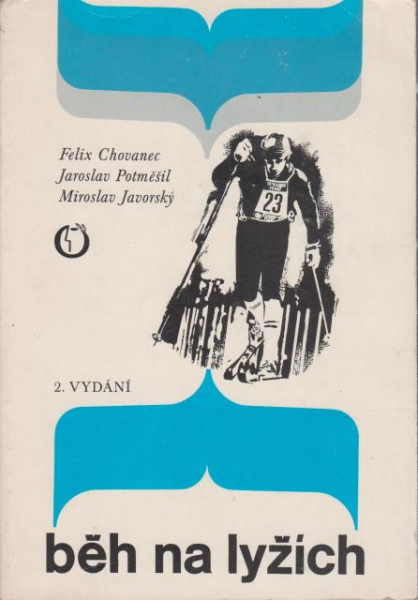 Felix Chovanec
Jaroslav Potměšil
Miroslav Javorský
23
2. VYDÁNÍ
běh na lyžích